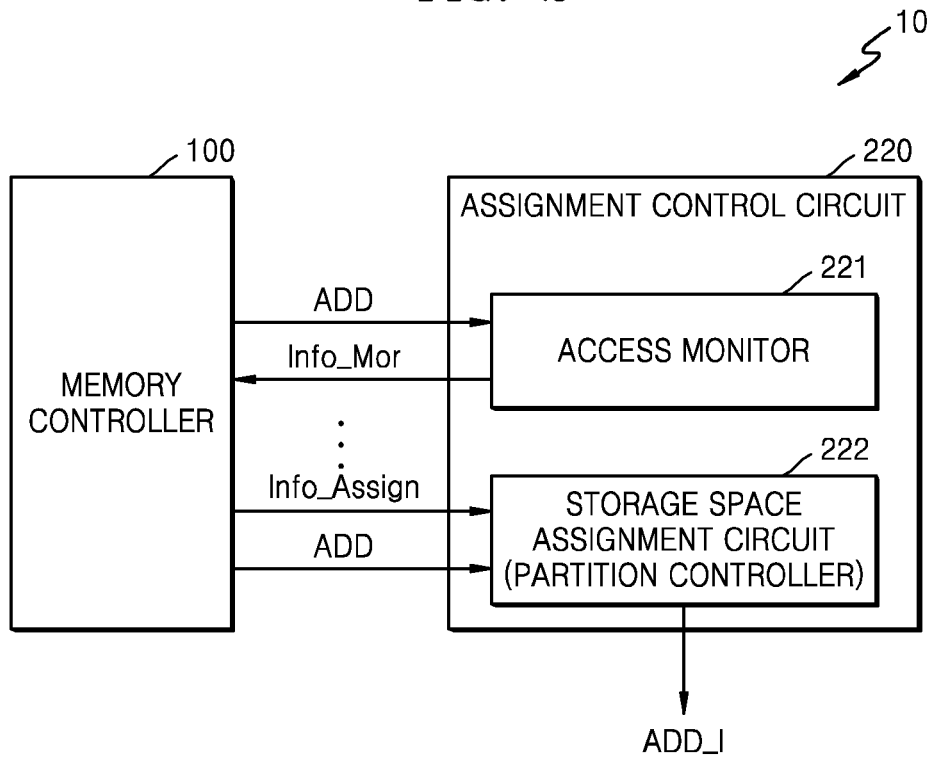 10
100
220
ASSIGNMENT CONTROL CIRCUIT
221
ADD
ACCESS MONITOR
Info_Mor
MEMORY
CONTROLLER
222
Info_Assign
STORAGE SPACE
ASSIGNMENT CIRCUIT
(PARTITION CONTROLLER)
ADD
ADD_I